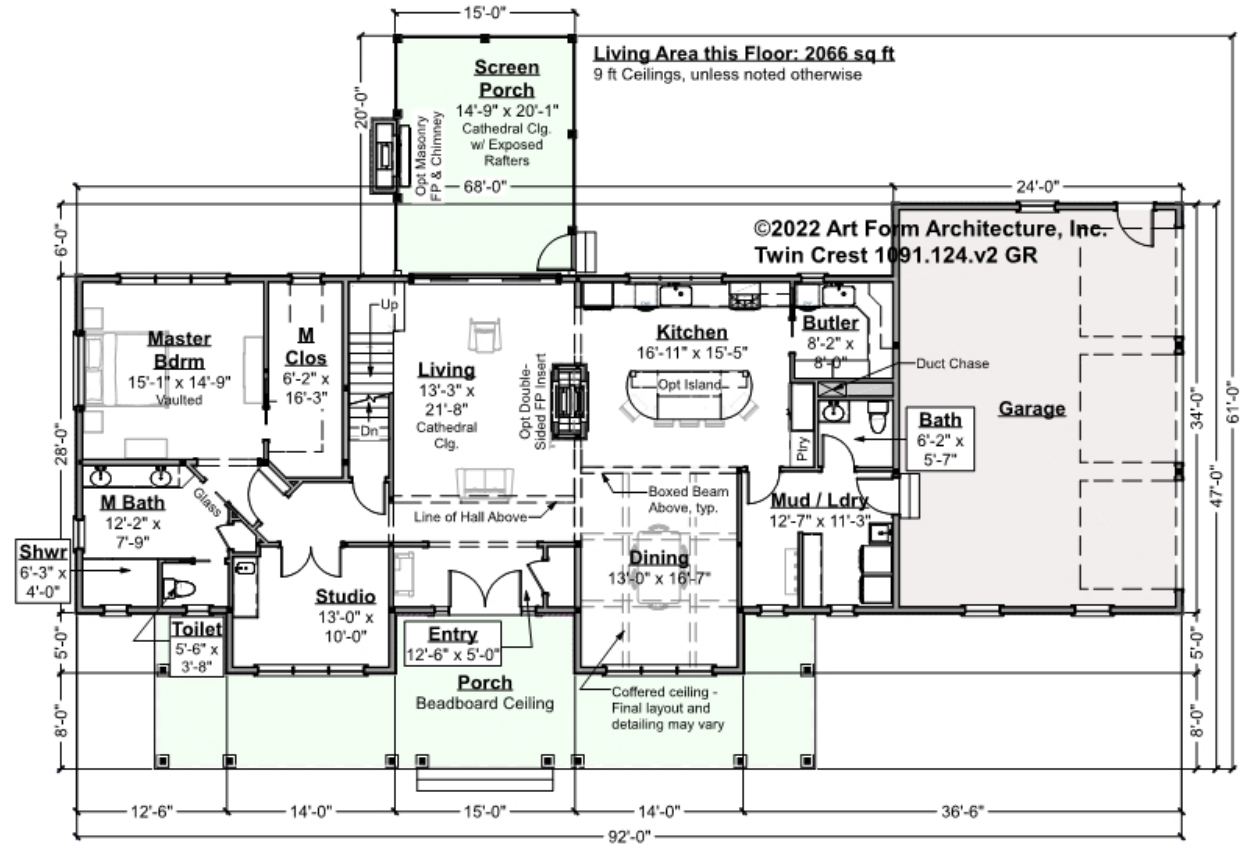 15'-0"
Living Area this Floor: 2066 sq ft
9 ft Ceilings, unless noted otherwise
Screen
Porch
14'-9" x 20'-1"
Cathedral Clg.
w/ Exposed
Rafters
20'-0"
Opt Masonry
FP & Chimney
68'-0"
24'-0"
©2022 Art Form Architecture, Inc.
Twin Crest 1091.124.v2 GR
6'-0"
Up
Master
Bdrm
15'-1" x 14'-9"
Vaulted
M
Clos
6'-2" x
16'-3"
Living
13'-3" x
21'-8"
Cathedral
Clg.
Opt Double-
Sided FP Insert
Kitchen
16'-11" x 15'-5"
Opt Island
Butler
8'-2" x
8'-0"
Duct Chase
Garage
34'-0"
61'-0"
47'-0"
28'-0"
Dn
Ptry
Bath
6'-2" x
5'-7"
M Bath
12'-2" x
7'-9"
Glass
Line of Hall Above
Boxed Beam
Above, typ.
Mud / Ldry
12'-7" x 11'-3"
Shwr
6'-3" x
4'-0"
Dining
13'-0" x 16'-7"
Studio
13'-0" x
10'-0"
Toilet
5'-6" x
3'-8"
Entry
12'-6" x 5'-0"
5'-0"
5'-0"
Porch
Beadboard Ceiling
Coffered ceiling -
Final layout and
detailing may vary
8'-0"
8'-0"
12'-6"
14'-0"
15'-0"
14'-0"
36'-6"
92'-0"